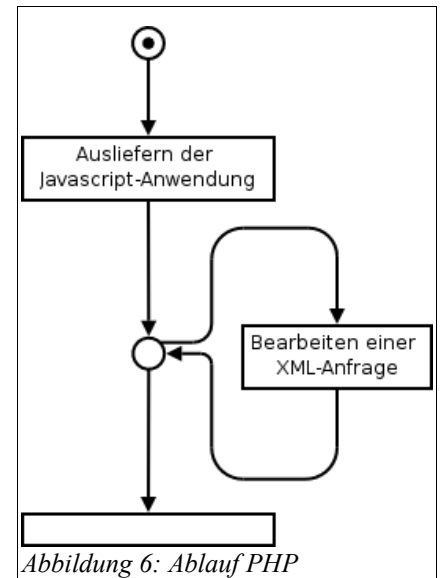 Ausliefern der
Javascript-Anwendung
Bearbeiten einer
XML-Anfrage
Abbildung 6: Ablauf PHP